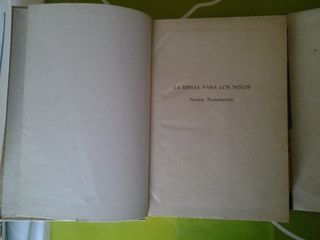 LA BIBLIA PARA LOS NIÑOS
Nuevo Testamento